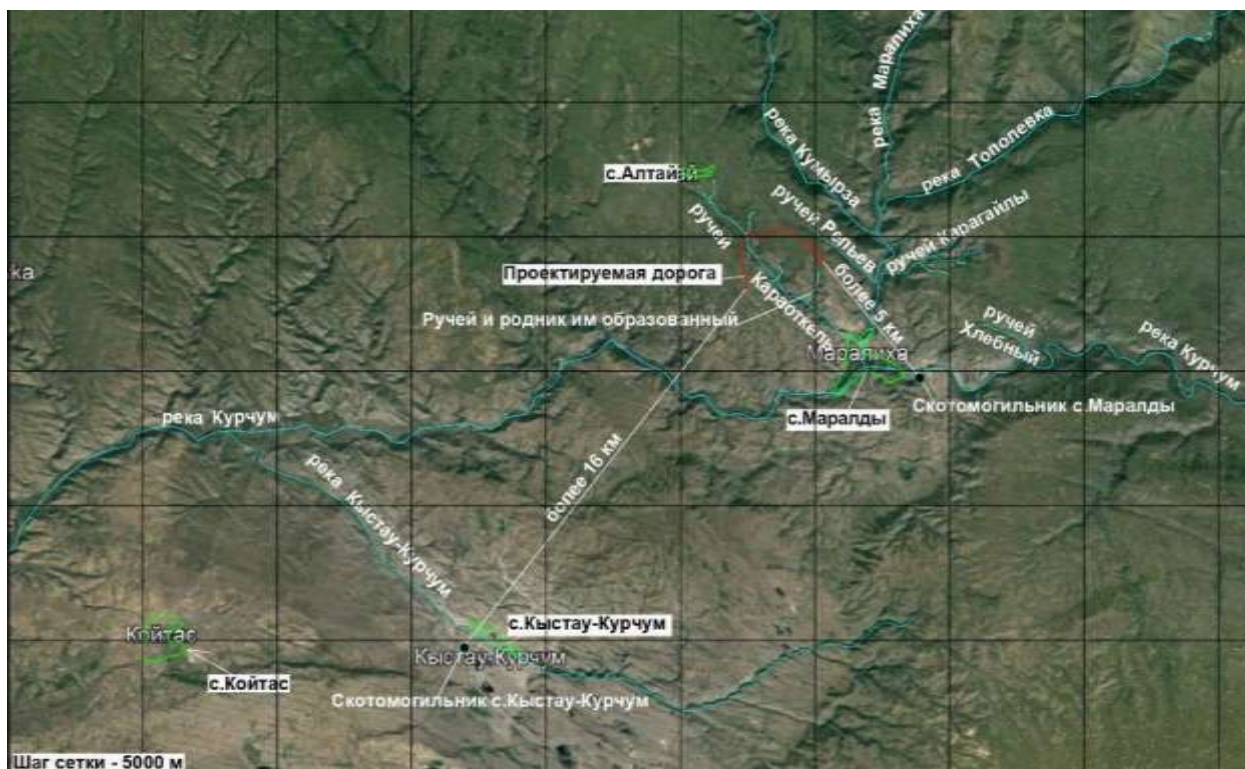 река Маралиха
река Кумырза
река Тополевка
с.Алтай
ручей Репьев
ручей Карагайлы
ручей
Караоткель
более 5 км
ка
Проектируемая дорога
Ручей и родник им образованный
ручей
Хлебный
река Курчум
Маралиха
Скотомогильник с.Маралды
с.Маралды
река Курчум
более 16 км
река Кыстау-Курчум
с.Кыстау-Курчум
Койтас
Кыстау-Курчум
с.Койтас
Скотомогильник с.Кыстау-Курчум
Шаг сетки - 5000 м